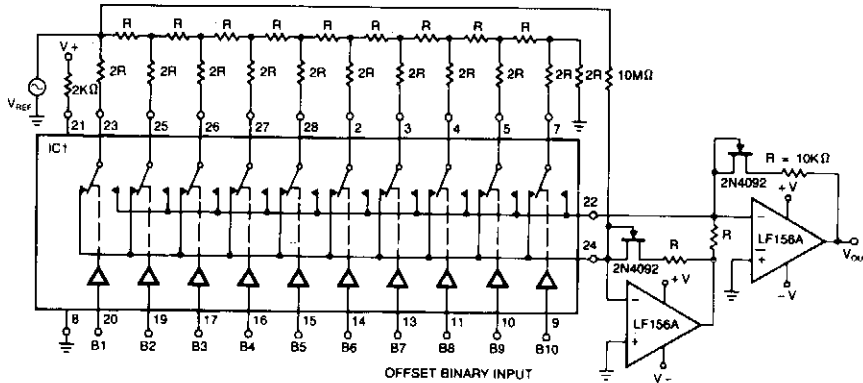 R R R R R R R R R
V+
2KΩ
2R 2R 2R 2R 2R 2R 2R 2R 2R 2R 2R 10MΩ
VREF
21 23 25 26 27 28 2 3 4 5 7
IC1
R = 10KΩ
2N4092
+V
22
−
LF156A
VOU
+
R
−V
24
2N4092
R
+V
−
LF156A
+
V−
8 20 19 17 16 15 14 13 11 10 9
B1 B2 B3 B4 B5 B6 B7 B8 B9 B10
OFFSET BINARY INPUT